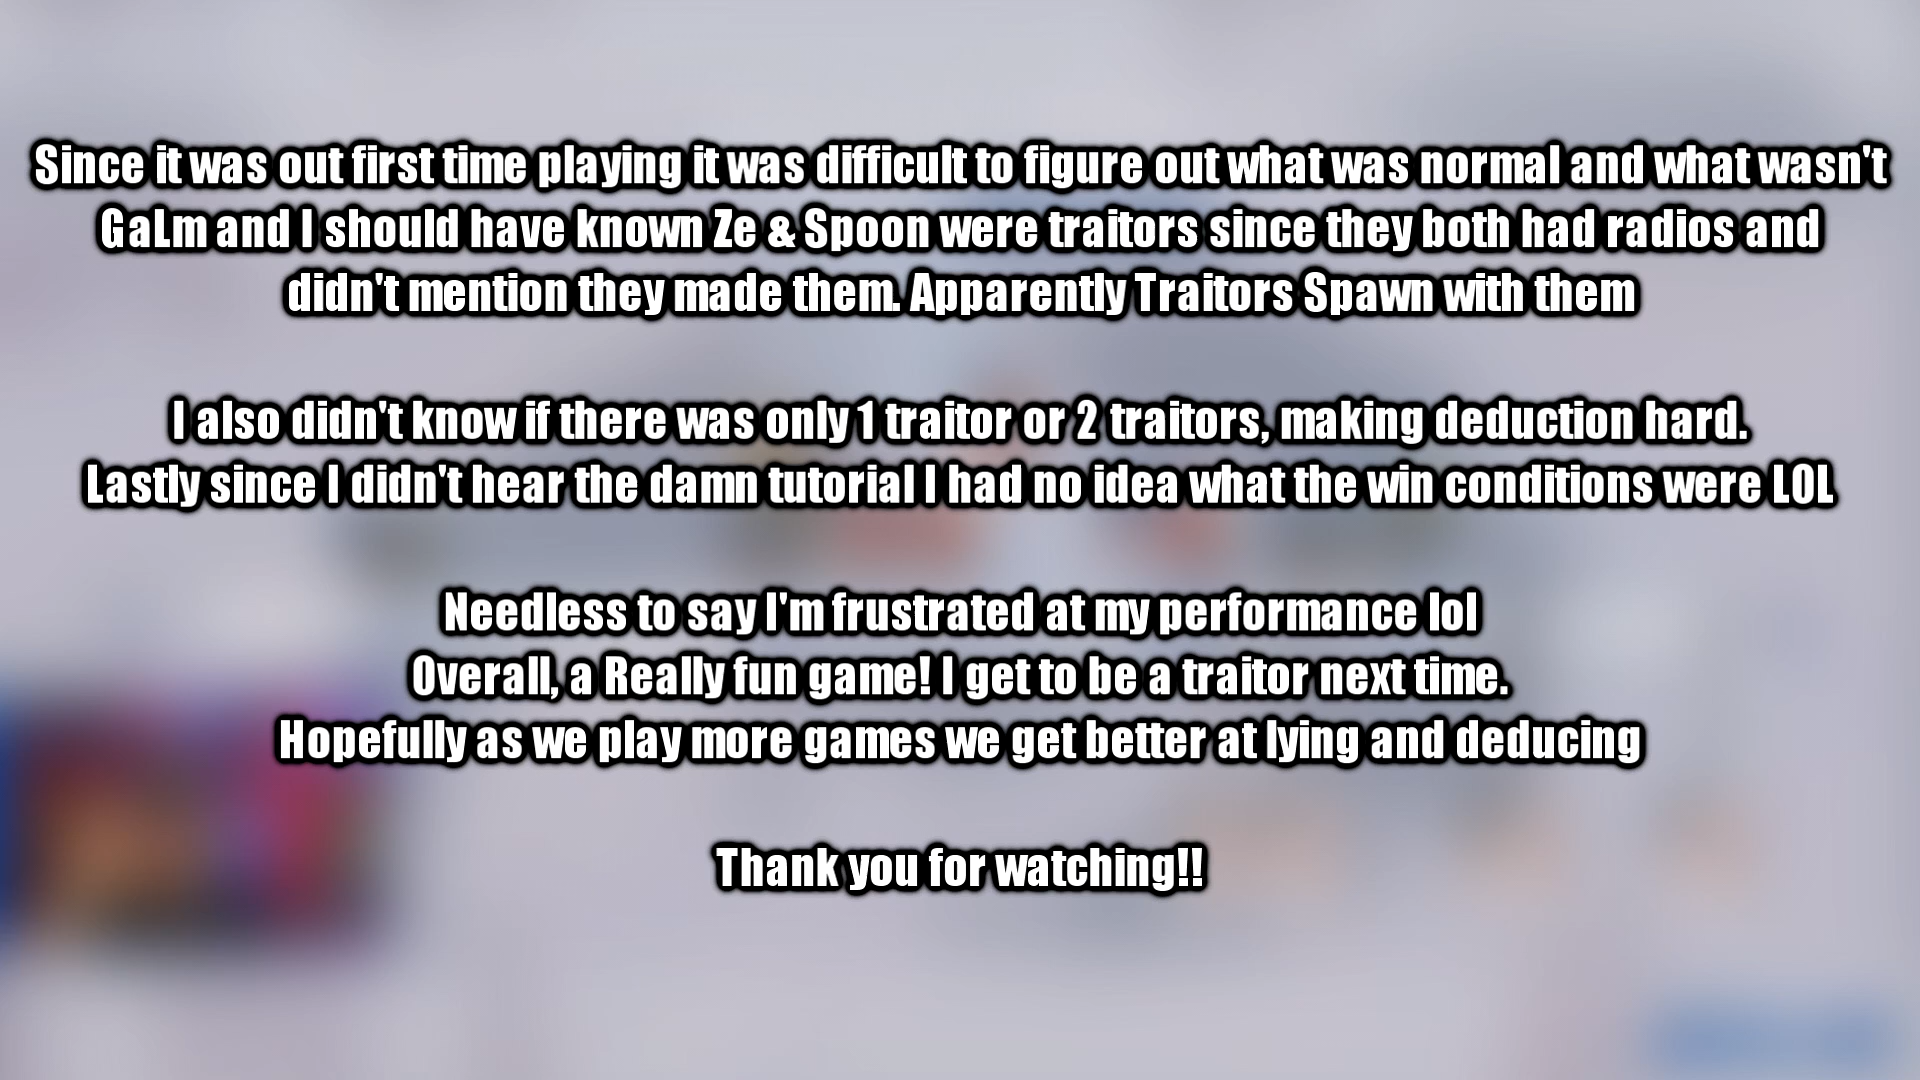 Since it was out first time playing it was difficult to figure out what was normal and what wasn't
GaLm and I should have known Ze & Spoon were traitors since they both had radios and
didn't mention they made them. Apparently Traitors Spawn with them
I also didn't know if there was only 1 traitor or 2 traitors, making deduction hard.
Lastly since I didn't hear the damn tutorial I had no idea what the win conditions were LOL
Needless to say I'm frustrated at my performance lol
Overall, a Really fun game! I get to be a traitor next time.
Hopefully as we play more games we get better at lying and deducing
Thank you for watching!!